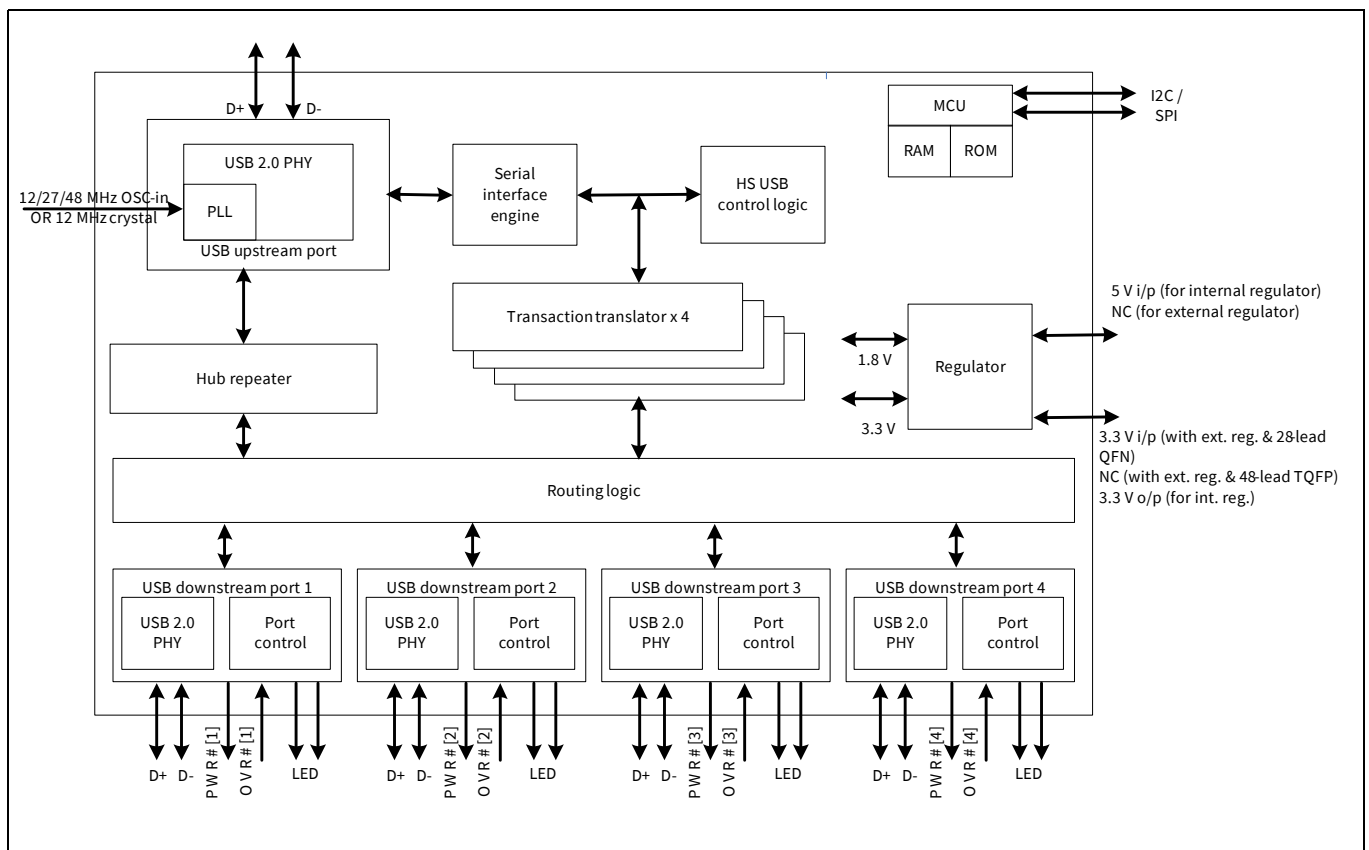 D+
D-
MCU
RAM
ROM
I2C /
SPI
USB 2.0 PHY
PLL
USB upstream port
12/27/48 MHz OSC-in
OR 12 MHz crystal
Serial
interface
engine
HS USB
control logic
Transaction translator x 4
Hub repeater
1.8 V
3.3 V
Regulator
5 V i/p (for internal regulator)
NC (for external regulator)
3.3 V i/p (with ext. reg. & 28-lead
QFN)
NC (with ext. reg. & 48-lead TQFP)
3.3 V o/p (for int. reg.)
Routing logic
USB downstream port 1
USB 2.0
PHY
Port
control
USB downstream port 2
USB 2.0
PHY
Port
control
USB downstream port 3
USB 2.0
PHY
Port
control
USB downstream port 4
USB 2.0
PHY
Port
control
D+
D-
PWR# [1]
OVR# [1]
LED
D+
D-
PWR# [2]
OVR# [2]
LED
D+
D-
PWR# [3]
OVR# [3]
LED
D+
D-
PWR# [4]
OVR# [4]
LED